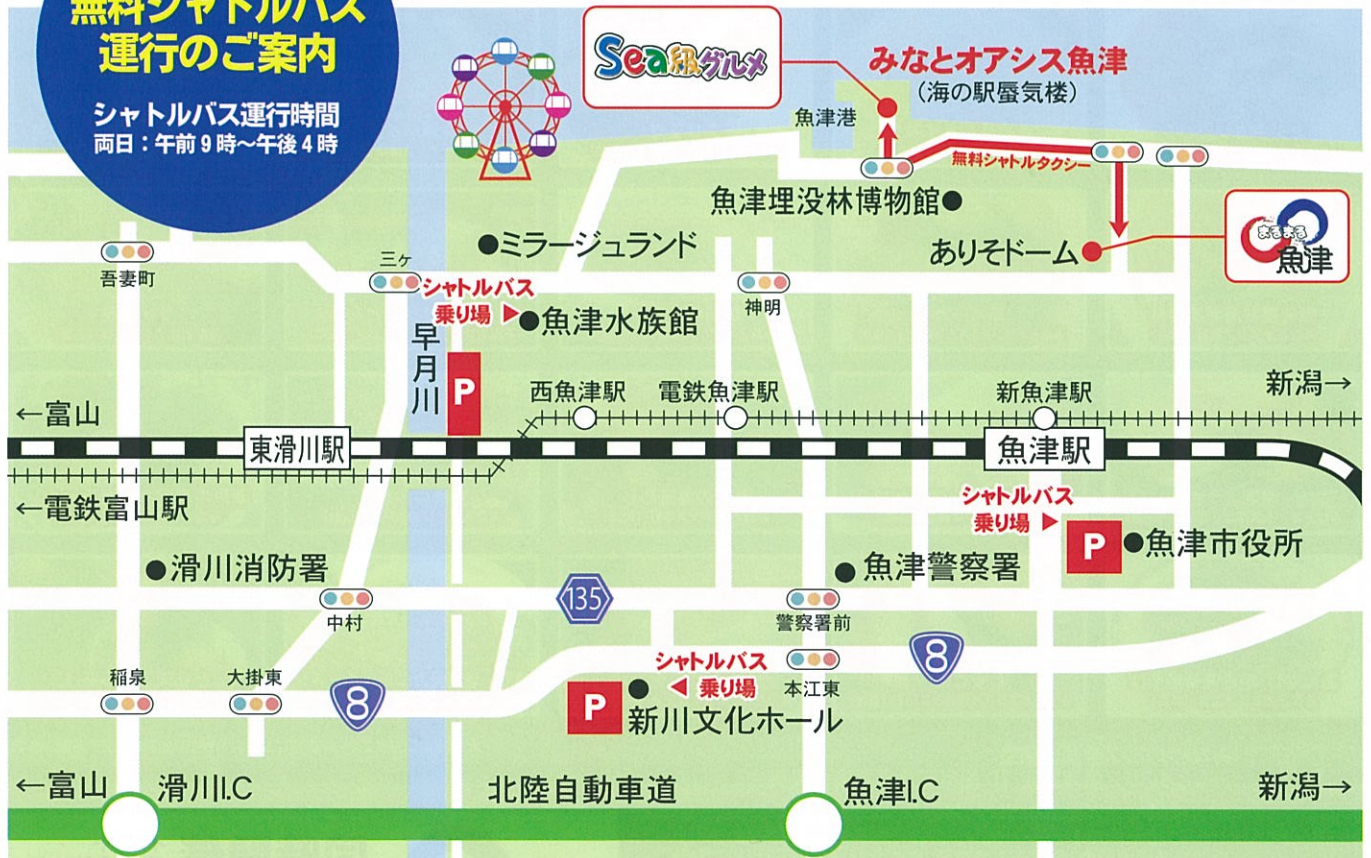 無料シャトルバス
運行のご案内
シャトルバス運行時間
両日：午前9時～午後4時
Sea級グルメ
みなとオアシス魚津
（海の駅蜃気楼）
魚津港
無料シャトルタクシー
魚津埋没林博物館
ありそドーム
まるまる
魚津
ミラージュランド
吾妻町
三ヶ
シャトルバス
乗り場
魚津水族館
神明
早月川
P
西魚津駅
電鉄魚津駅
新魚津駅
新潟→
←富山
東滑川駅
魚津駅
←電鉄富山駅
シャトルバス
乗り場
P
魚津市役所
滑川消防署
魚津警察署
中村
135
警察署前
8
稲泉
大掛東
8
シャトルバス
乗り場
本江東
P
新川文化ホール
←富山
滑川I.C
北陸自動車道
魚津I.C
新潟→